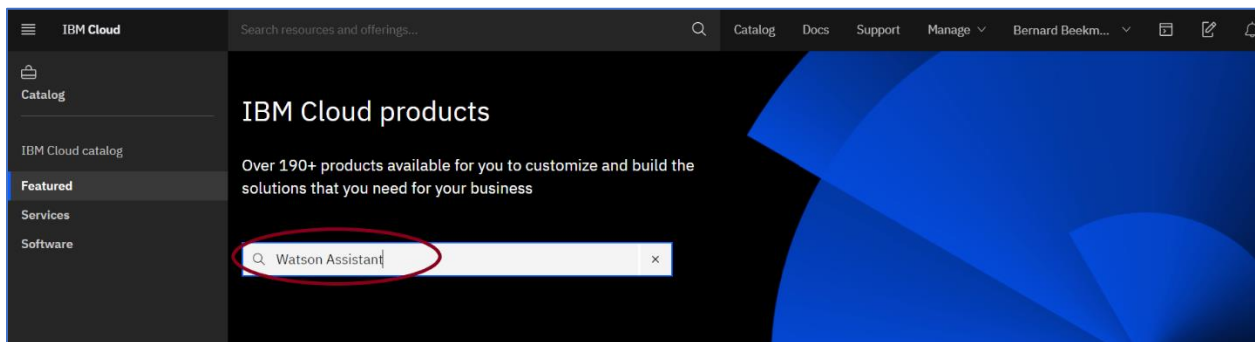 IBM Cloud
Search resources and offerings...
Catalog
Docs
Support
Manage
Bernard Beekm...
Catalog
IBM Cloud catalog
Featured
Services
Software
IBM Cloud products
Over 190+ products available for you to customize and build the
solutions that you need for your business
Watson Assistant